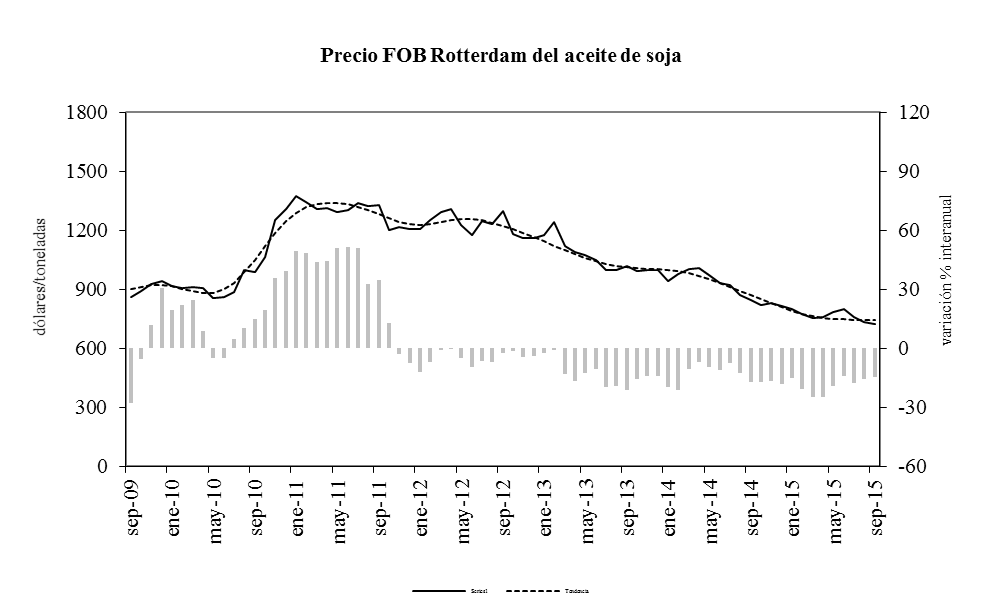 Precio FOB Rotterdam del aceite de soja
1800
1500
1200
900
600
300
0
dólares/toneladas
120
90
60
30
0
-30
-60
variación % interanual
sep-09
ene-10
may-10
sep-10
ene-11
may-11
sep-11
ene-12
may-12
sep-12
ene-13
may-13
sep-13
ene-14
may-14
sep-14
ene-15
may-15
sep-15
Series1 Tendencia